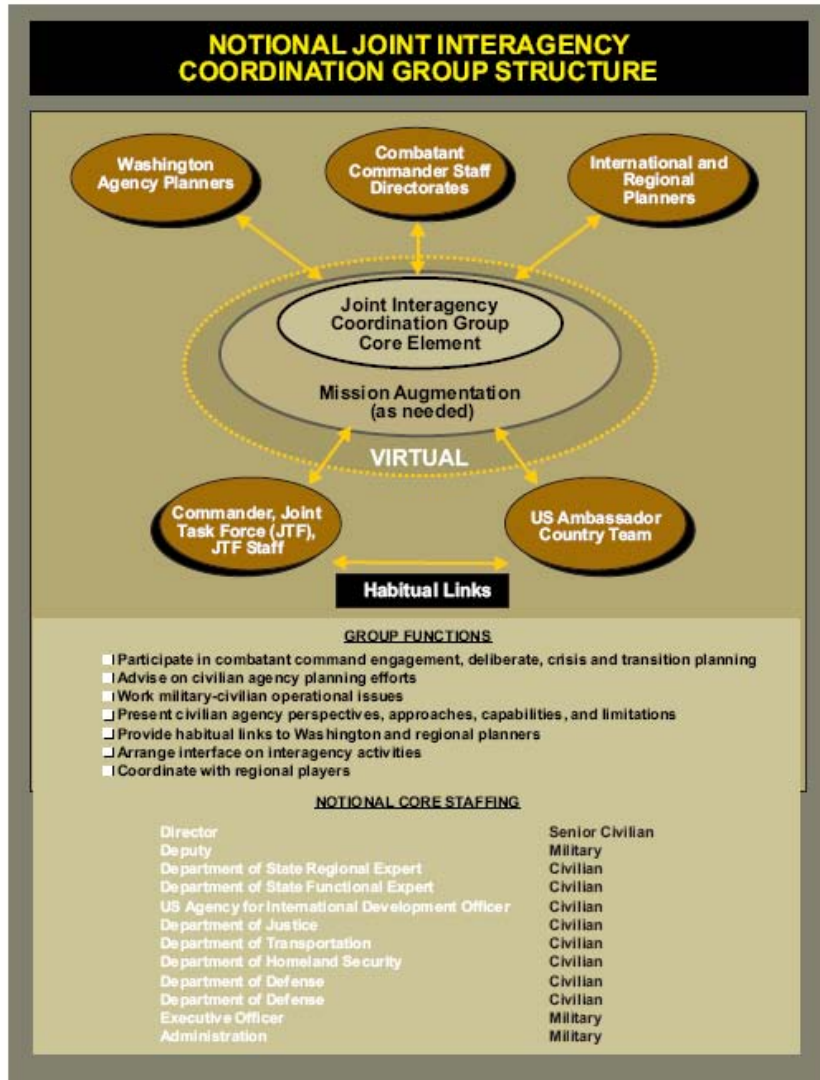 NOTIONAL JOINT INTERAGENCY
COORDINATION GROUP STRUCTURE
Washington
Agency Planners
Combatant
Commander Staff
Directorates
International and
Regional
Planners
Joint Interagency
Coordination Group
Core Element
Mission Augmentation
(as needed)
VIRTUAL
Commander, Joint
Task Force (JTF),
JTF Staff
US Ambassador
Country Team
Habitual Links
GROUP FUNCTIONS
Participate in combatant command engagement, deliberate, crisis and transition planning
Advise on civilian agency planning efforts
Work military-civilian operational issues
Present civilian agency perspectives, approaches, capabilities, and limitations
Provide habitual links to Washington and regional planners
Arrange interface on interagency activities
Coordinate with regional players
NOTIONAL CORE STAFFING
Director Senior Civilian
Deputy Military
Department of State Regional Expert Civilian
Department of State Functional Expert Civilian
US Agency for International Development Officer Civilian
Department of Justice Civilian
Department of Transportation Civilian
Department of Homeland Security Civilian
Department of Defense Civilian
Department of Defense Civilian
Executive Officer Military
Administration Military